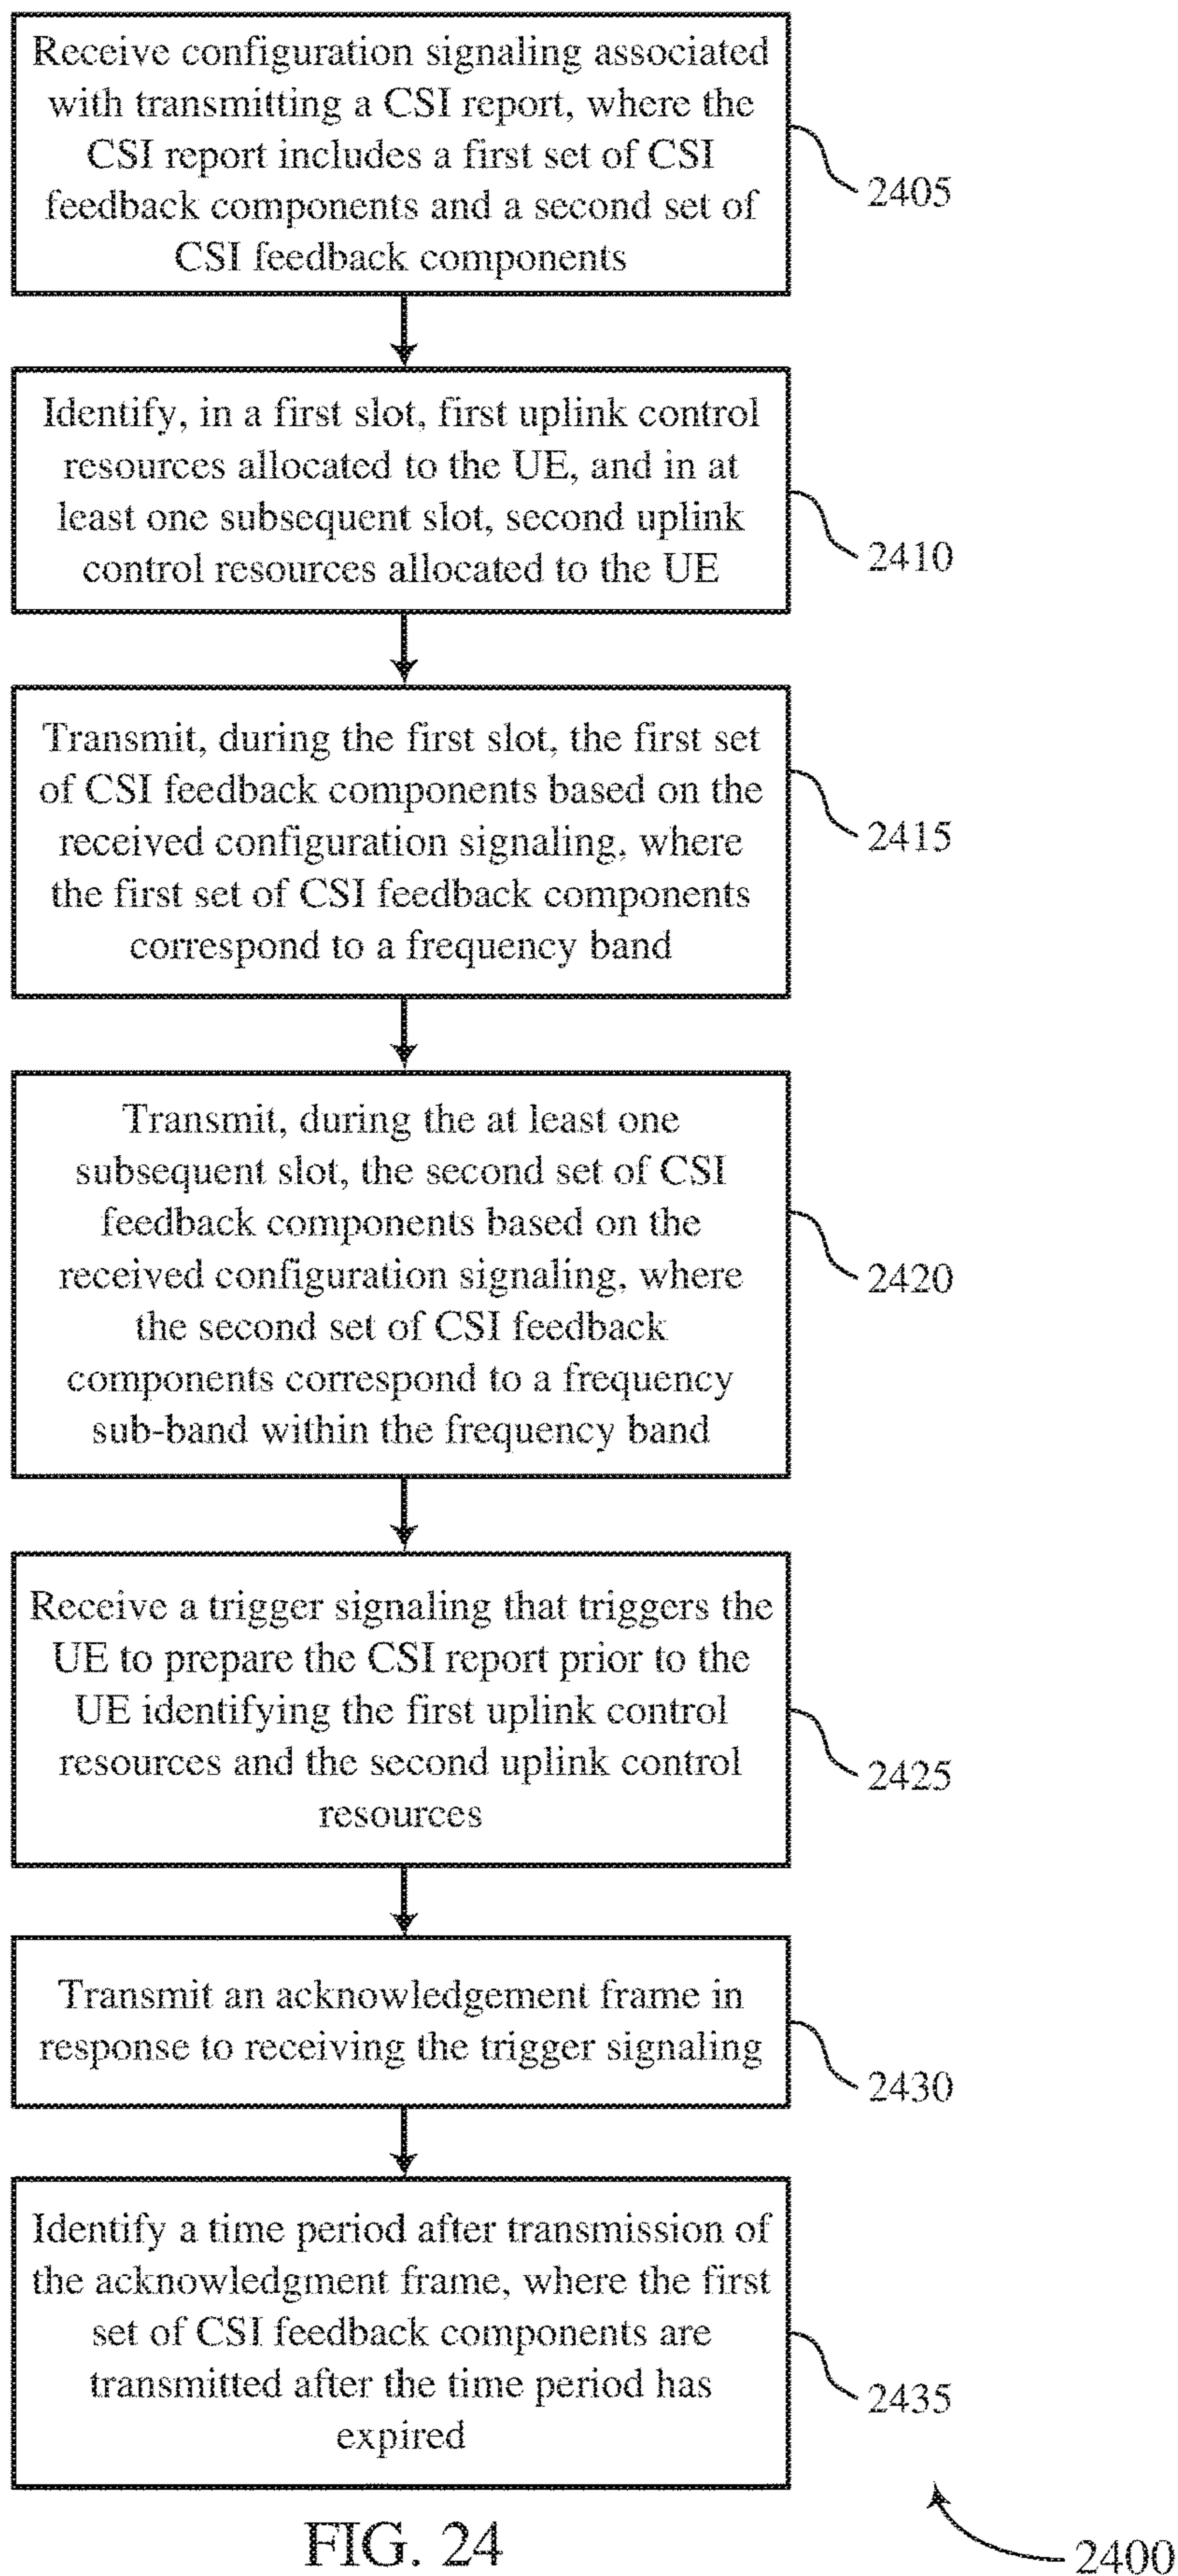 Receive configuration signaling associated
with transmitting a CSI report, where the
CSI report includes a first set of CSI
feedback components and a second set of
CSI feedback components
2405
Identify, in a first slot, first uplink control
resources allocated to the UE, and in at
least one subsequent slot, second uplink
control resources allocated to the UE
2410
Transmit, during the first slot, the first set
of CSI feedback components based on the
received configuration signaling, where
the first set of CSI feedback components
correspond to a frequency band
2415
Transmit, during the at least one
subsequent slot, the second set of CSI
feedback components based on the
received configuration signaling, where
the second set of CSI feedback
components correspond to a frequency
sub-band within the frequency band
2420
Receive a trigger signaling that triggers the
UE to prepare the CSI report prior to the
UE identifying the first uplink control
resources and the second uplink control
resources
2425
Transmit an acknowledgement frame in
response to receiving the trigger signaling
2430
Identify a time period after transmission of
the acknowledgment frame, where the first
set of CSI feedback components are
transmitted after the time period has
expired
2435
FIG. 24
2400